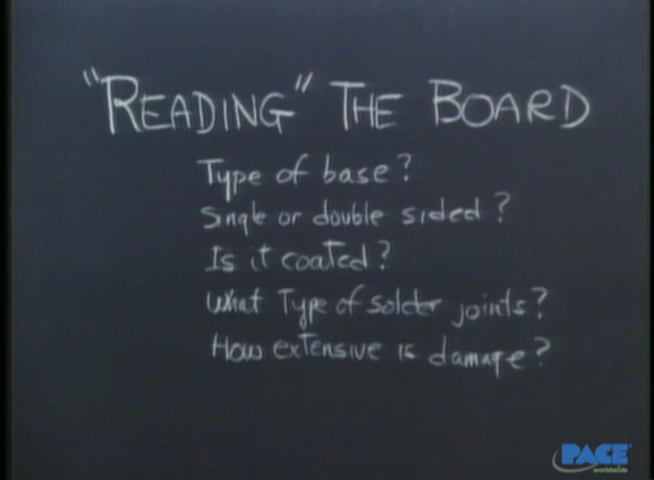 "READING" THE BOARD
Type of base?
Single or double sided?
Is it coated?
What Type of solder joints?
How extensive is damage?
PACE
worldwide